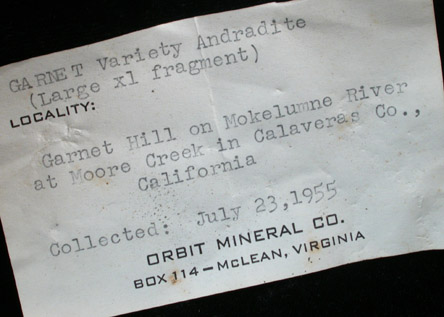 GARNET Variety Andradite
(Large xl fragment)
LOCALITY:
Garnet Hill on Mokelumne River
at Moore Creek in Calaveras Co.,
California
Collected: July 23,1955
ORBIT MINERAL CO.
BOX 114 — McLEAN, VIRGINIA